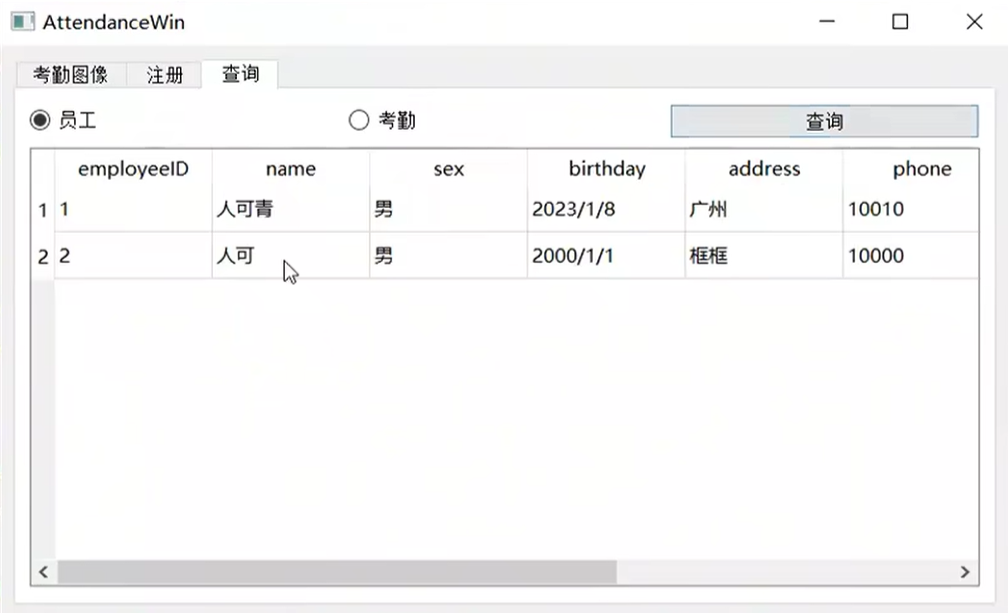 AttendanceWin
考勤图像 注册 查询
员工 考勤 查询
employeeID name sex birthday address phone
1 1 人可青 男 2023/1/8 广州 10010
2 2 人可 男 2000/1/1 框框 10000